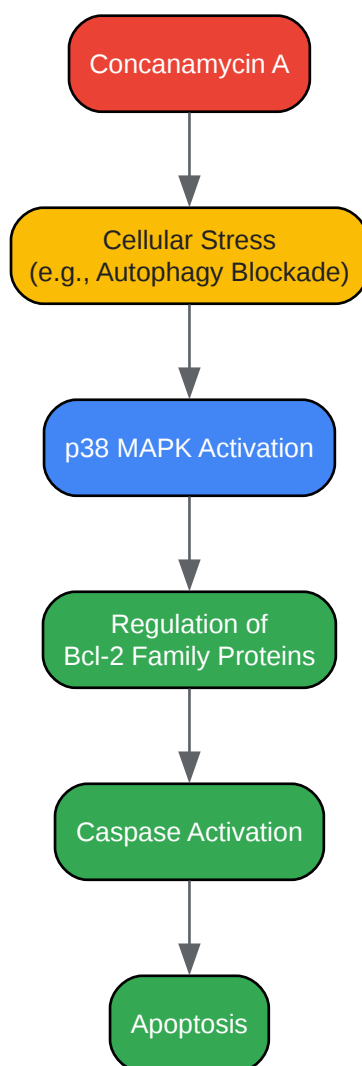 Concanamycin A
Cellular Stress
(e.g., Autophagy Blockade)
p38 MAPK Activation
Regulation of
Bcl-2 Family Proteins
Caspase Activation
Apoptosis